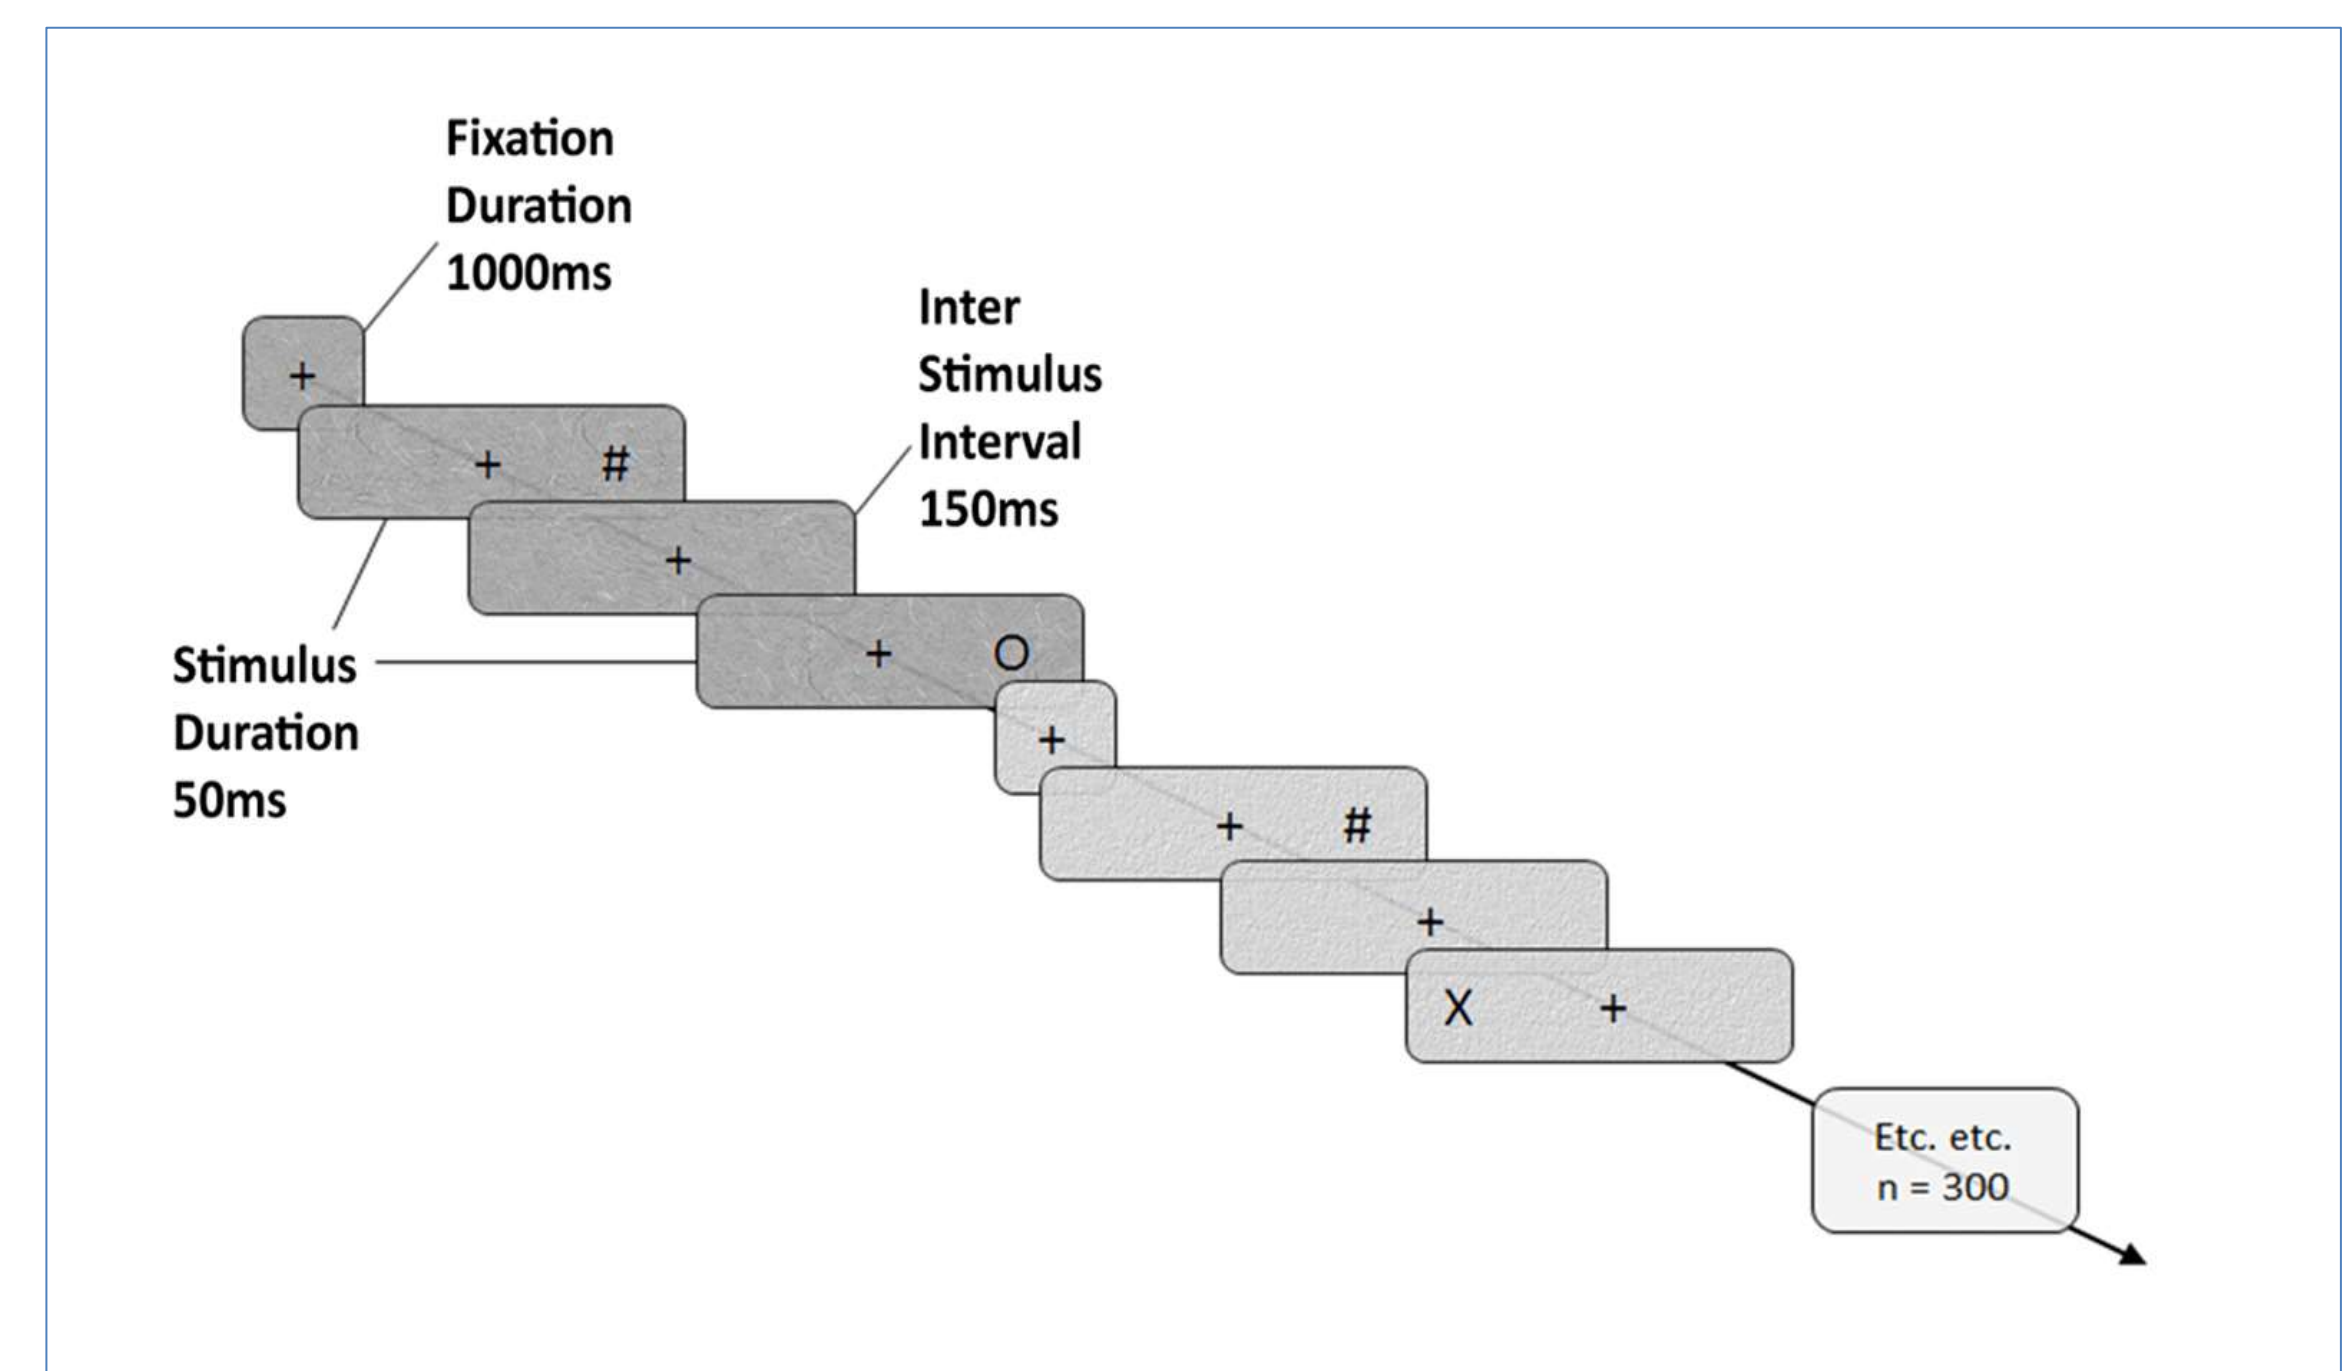 Fixation
Duration
1000ms
Inter
Stimulus
Interval
150ms
+
+ #
+
+ O
Stimulus
Duration
50ms
+
+ #
+
X +
Etc. etc.
n = 300